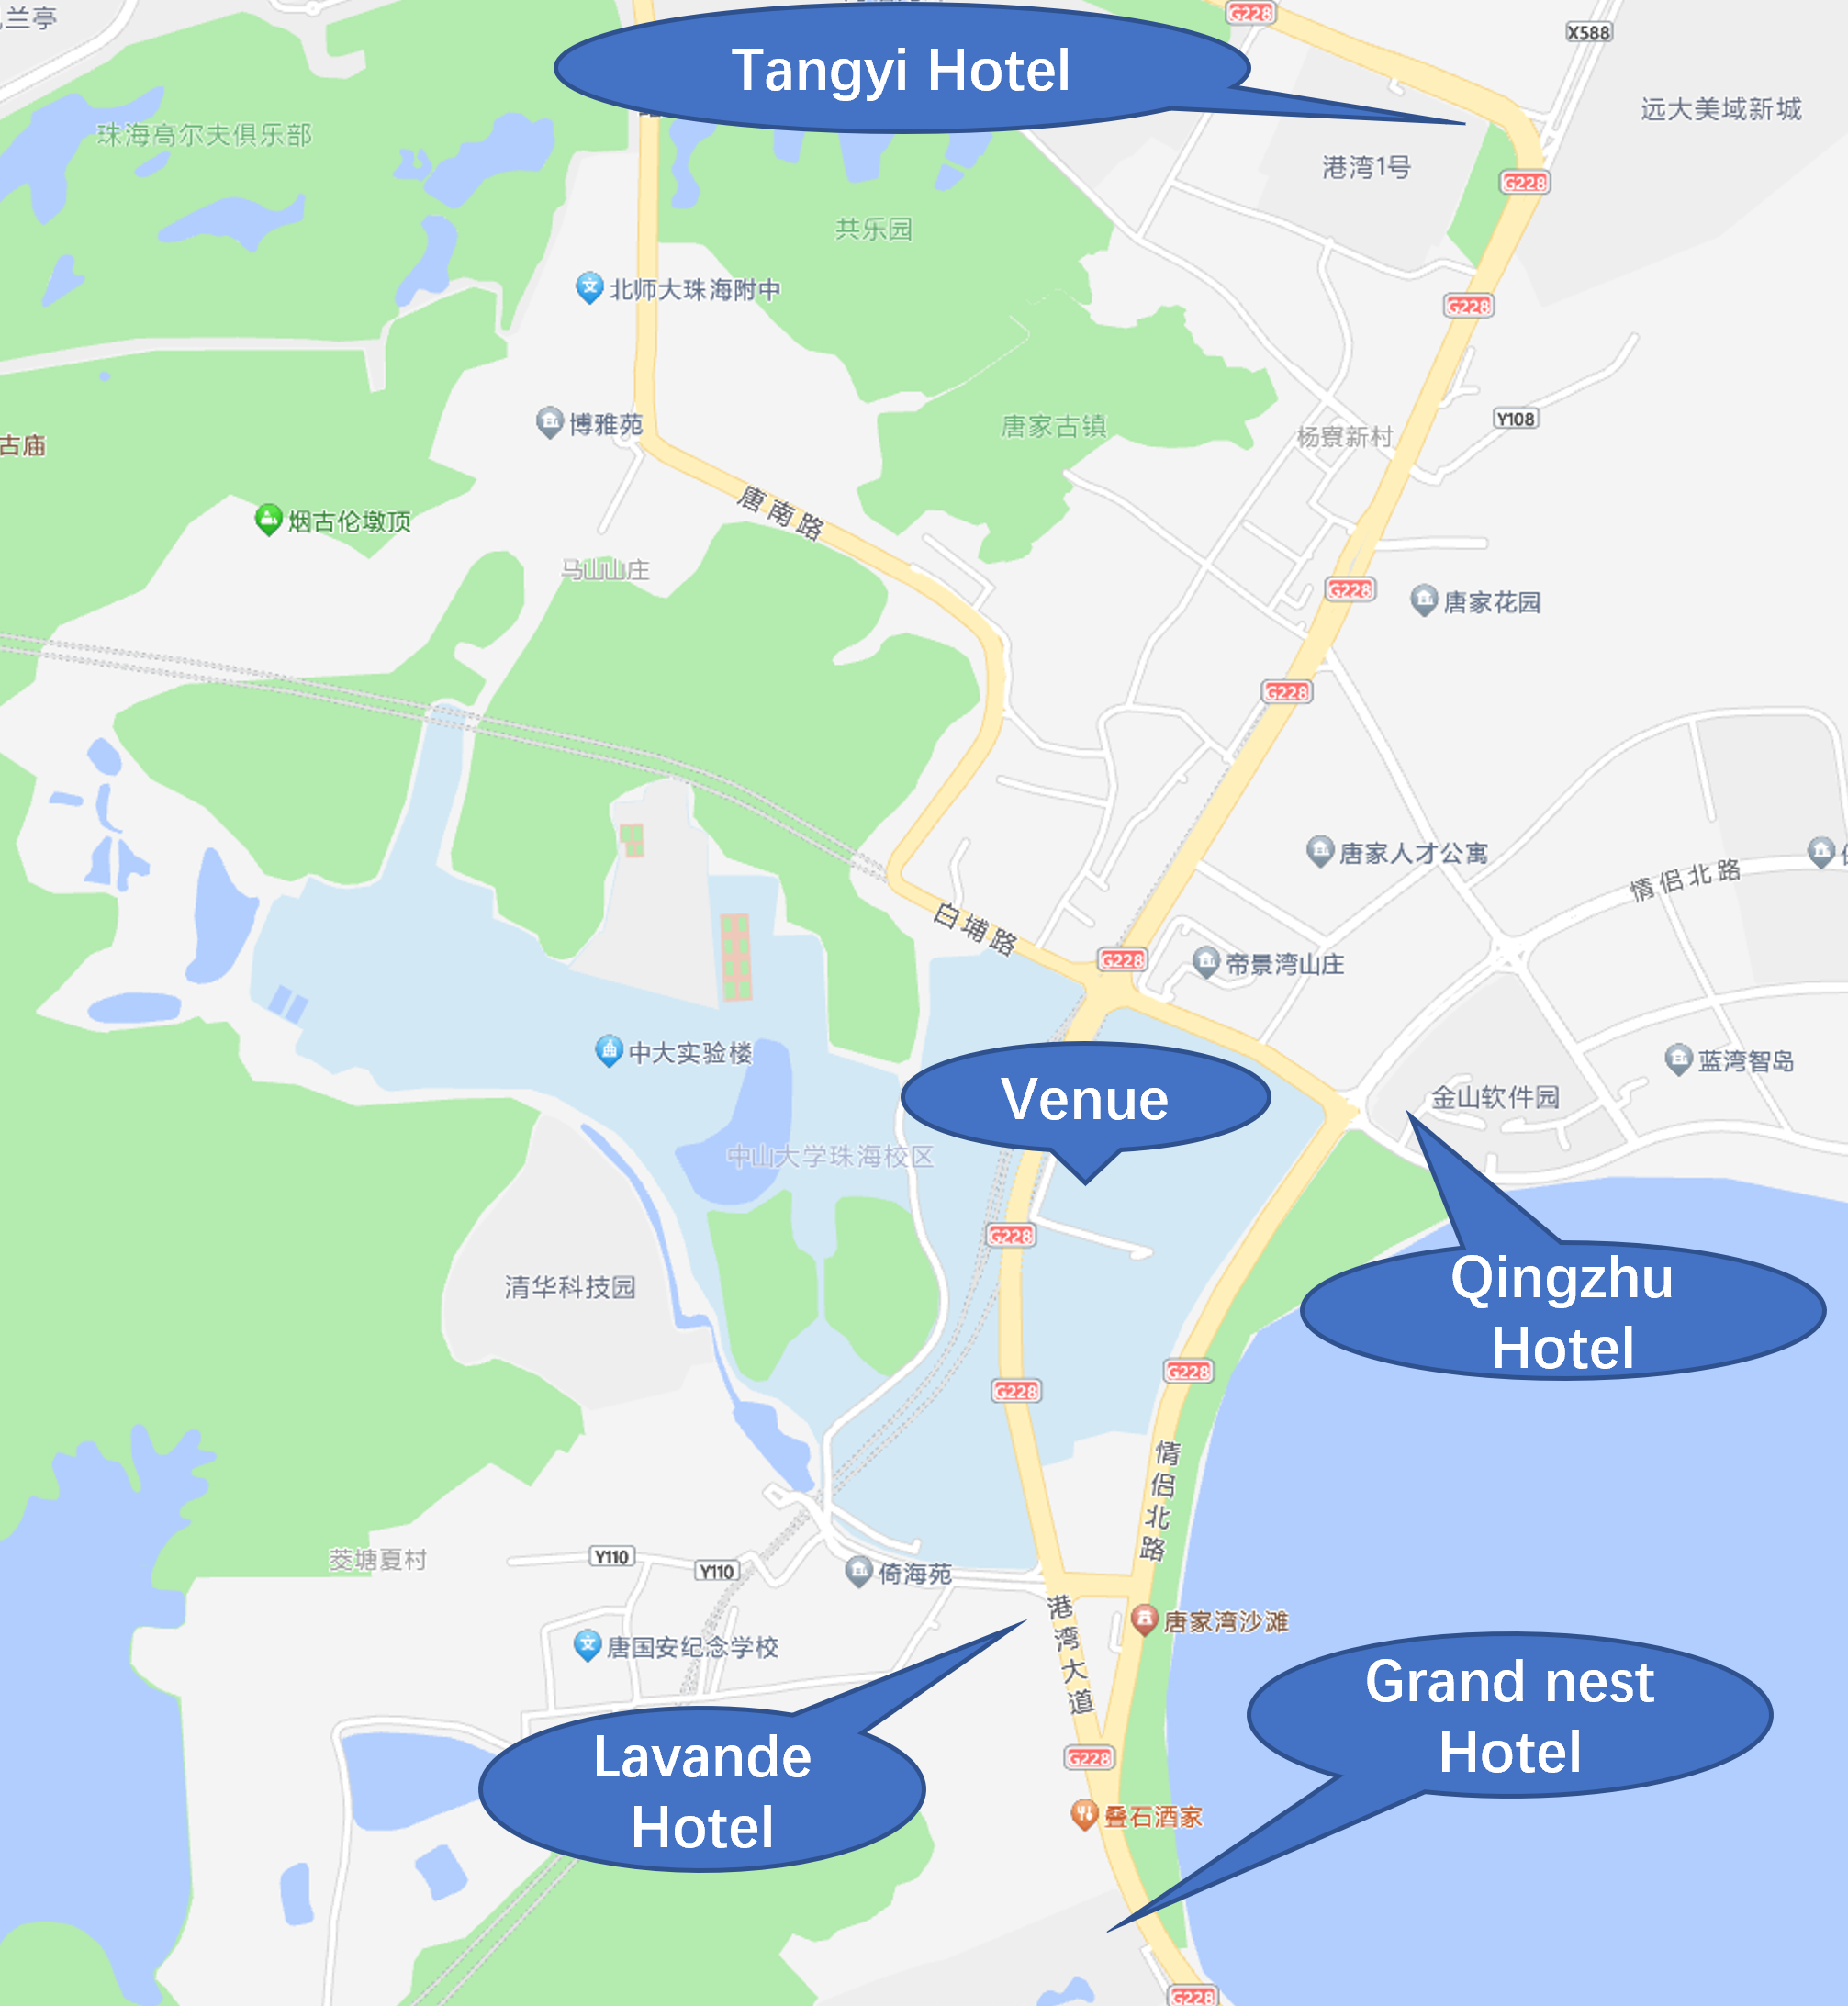 兰亭
G228
X588
Tangyi Hotel
远大美域新城
珠海高尔夫俱乐部
港湾1号
G228
共乐园
北师大珠海附中
G228
博雅苑
唐家古镇
Y108
杨寮新村
古庙
唐南路
烟古伦墩顶
马山山庄
G228
唐家花园
G228
唐家人才公寓
情侣北路
白埔路
G228
帝景湾山庄
中大实验楼
Venue
金山软件园
蓝湾智岛
中山大学珠海校区
G228
清华科技园
Qingzhu
Hotel
G228
G228
情侣北路
Y110
Y110
茭塘夏村
倚海苑
港湾大道
唐家湾沙滩
唐国安纪念学校
Grand nest
Hotel
Lavande
Hotel
G228
叠石酒家
G228